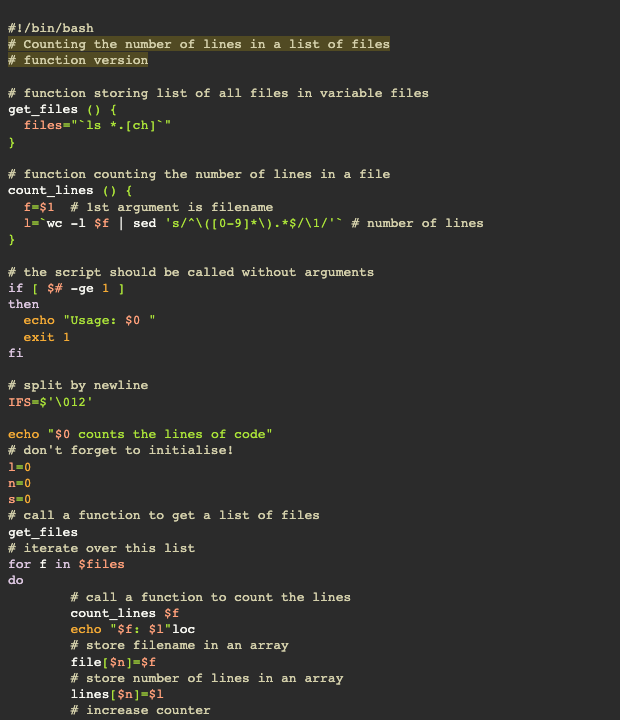 #!/bin/bash
# Counting the number of lines in a list of files
# function version
# function storing list of all files in variable files
get_files () {
files="`ls *.[ch]`"
}
# function counting the number of lines in a file
count_lines () {
f=$1 # 1st argument is filename
l=`wc -l $f | sed 's/^\([0-9]*\).*$/\1/'` # number of lines
}
# the script should be called without arguments
if [ $# -ge 1 ]
then
echo "Usage: $0 "
exit 1
fi
# split by newline
IFS=$'\012'
echo "$0 counts the lines of code"
# don't forget to initialise!
l=0
n=0
s=0
# call a function to get a list of files
get_files
# iterate over this list
for f in $files
do
# call a function to count the lines
count_lines $f
echo "$f: $l"loc
# store filename in an array
file[$n]=$f
# store number of lines in an array
lines[$n]=$l
# increase counter